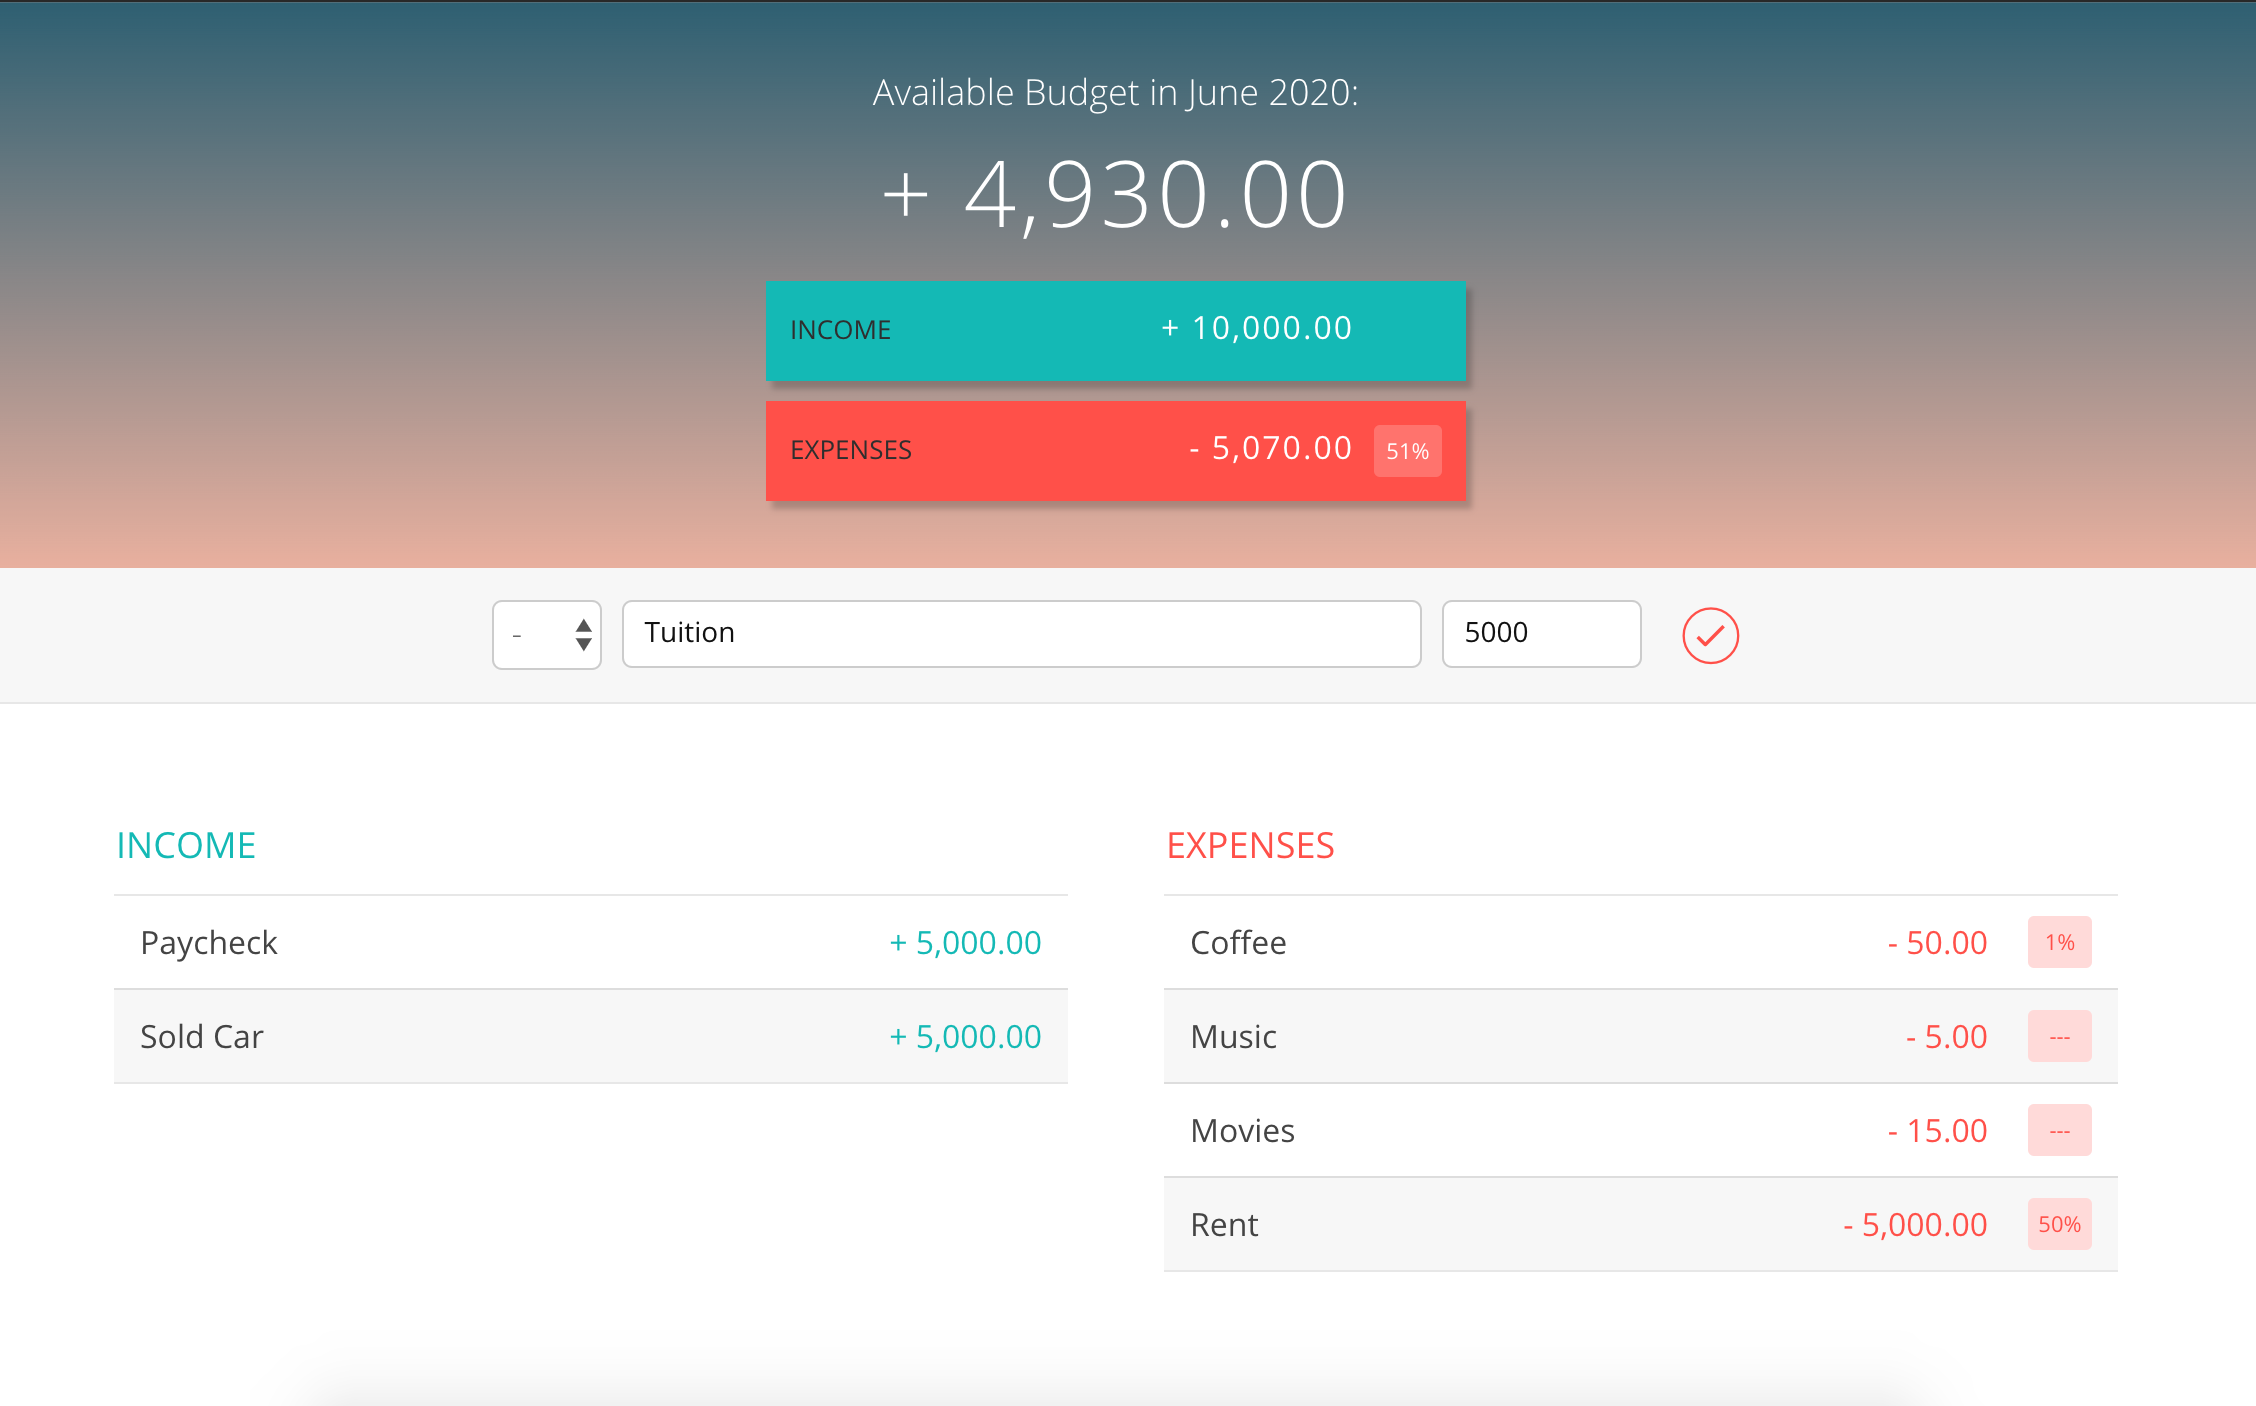 Available Budget in June 2020:
+ 4,930.00
INCOME + 10,000.00
EXPENSES - 5,070.00 51%
- Tuition 5000
INCOME
Paycheck + 5,000.00
Sold Car + 5,000.00
EXPENSES
Coffee - 50.00 1%
Music - 5.00 ---
Movies - 15.00 ---
Rent - 5,000.00 50%